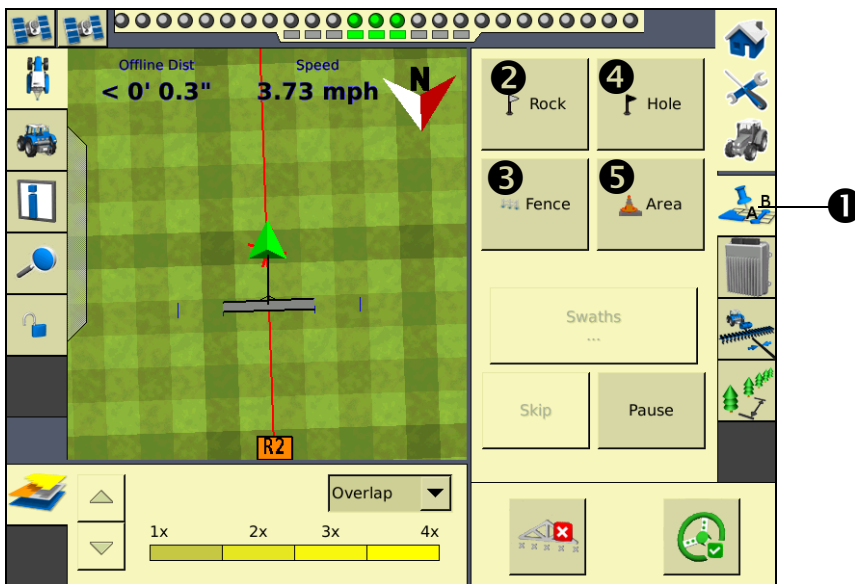 Offline Dist
< 0' 0.3"
Speed
3.73 mph
N
2
Rock
4
Hole
3
Fence
5
Area
A
B
1
Swaths
...
Skip
Pause
R2
Overlap
1x 2x 3x 4x